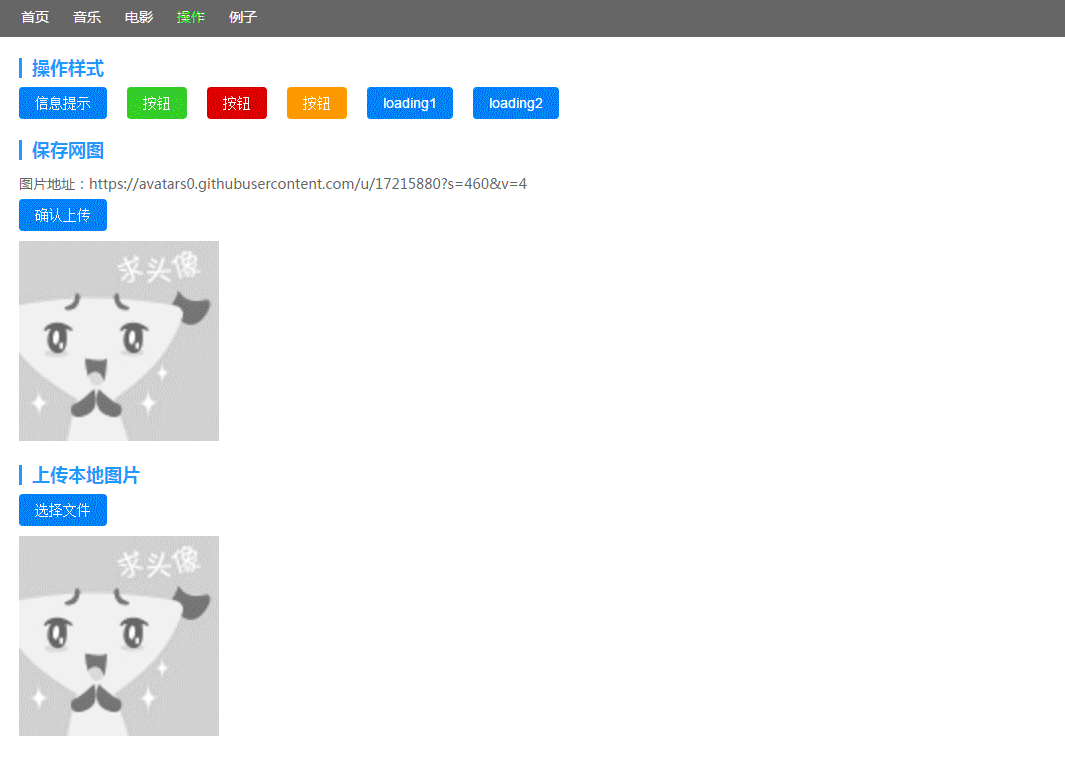 首页 音乐 电影 操作 例子
操作样式
信息提示 按钮 按钮 按钮 loading1 loading2
保存网图
图片地址：https://avatars0.githubusercontent.com/u/17215880?s=460&v=4
确认上传
求头像
上传本地图片
选择文件
求头像